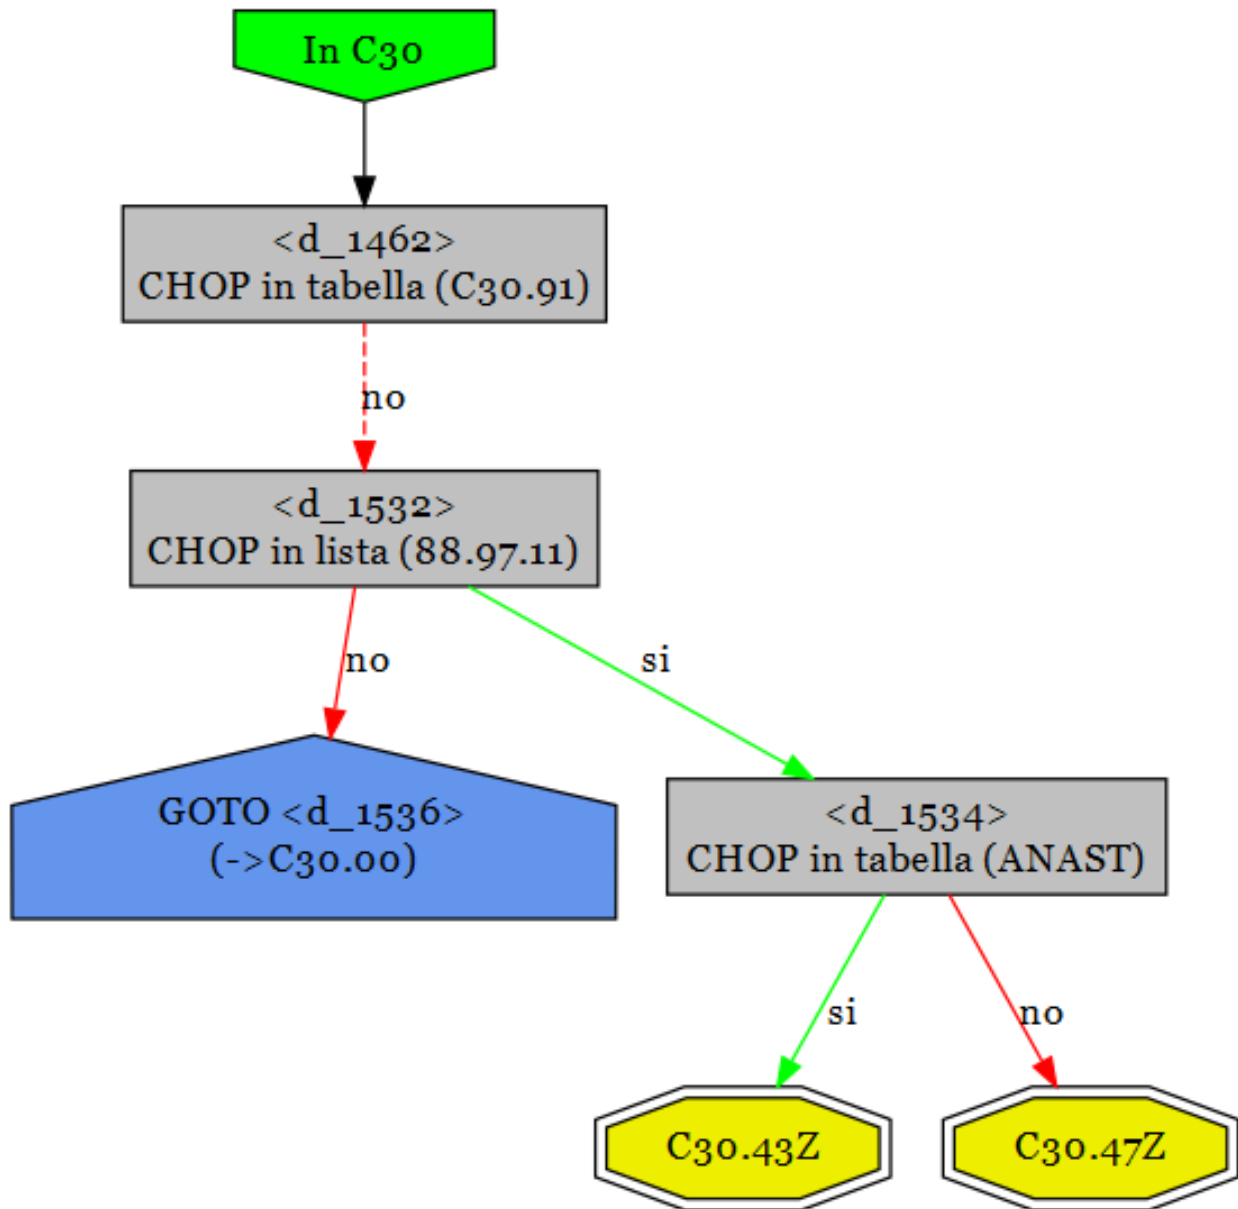 In C30
<d_1462>
CHOP in tabella (C30.91)
no
<d_1532>
CHOP in lista (88.97.11)
no
si
GOTO <d_1536>
(->C30.00)
<d_1534>
CHOP in tabella (ANAST)
si
no
C30.43Z
C30.47Z